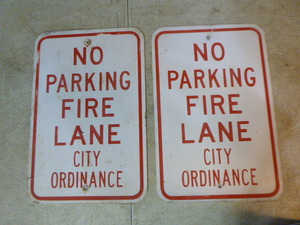 NO
PARKING
FIRE
LANE
CITY
ORDINANCE
NO
PARKING
FIRE
LANE
CITY
ORDINANCE